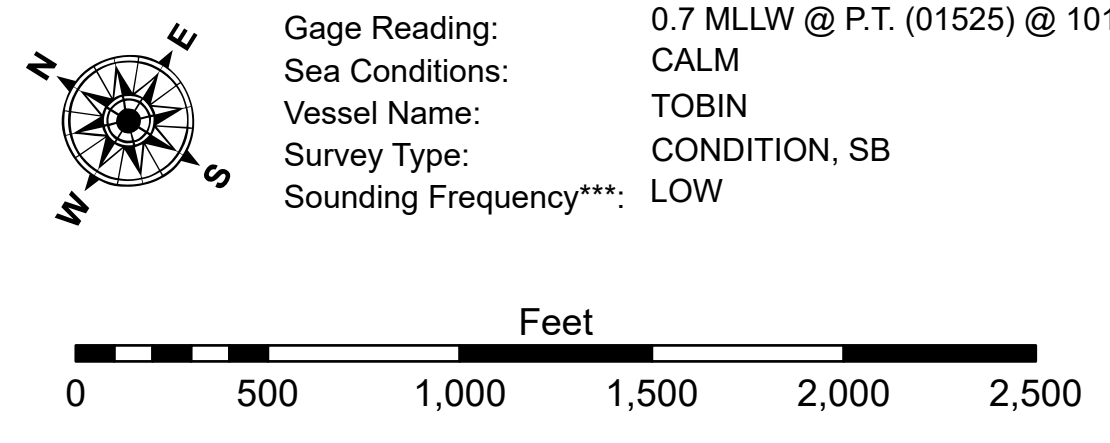 N
E
S
W
Gage Reading: 0.7 MLLW @ P.T. (01525) @ 101
Sea Conditions: CALM
Vessel Name: TOBIN
Survey Type: CONDITION, SB
Sounding Frequency***: LOW
Feet
0 500 1,000 1,500 2,000 2,500